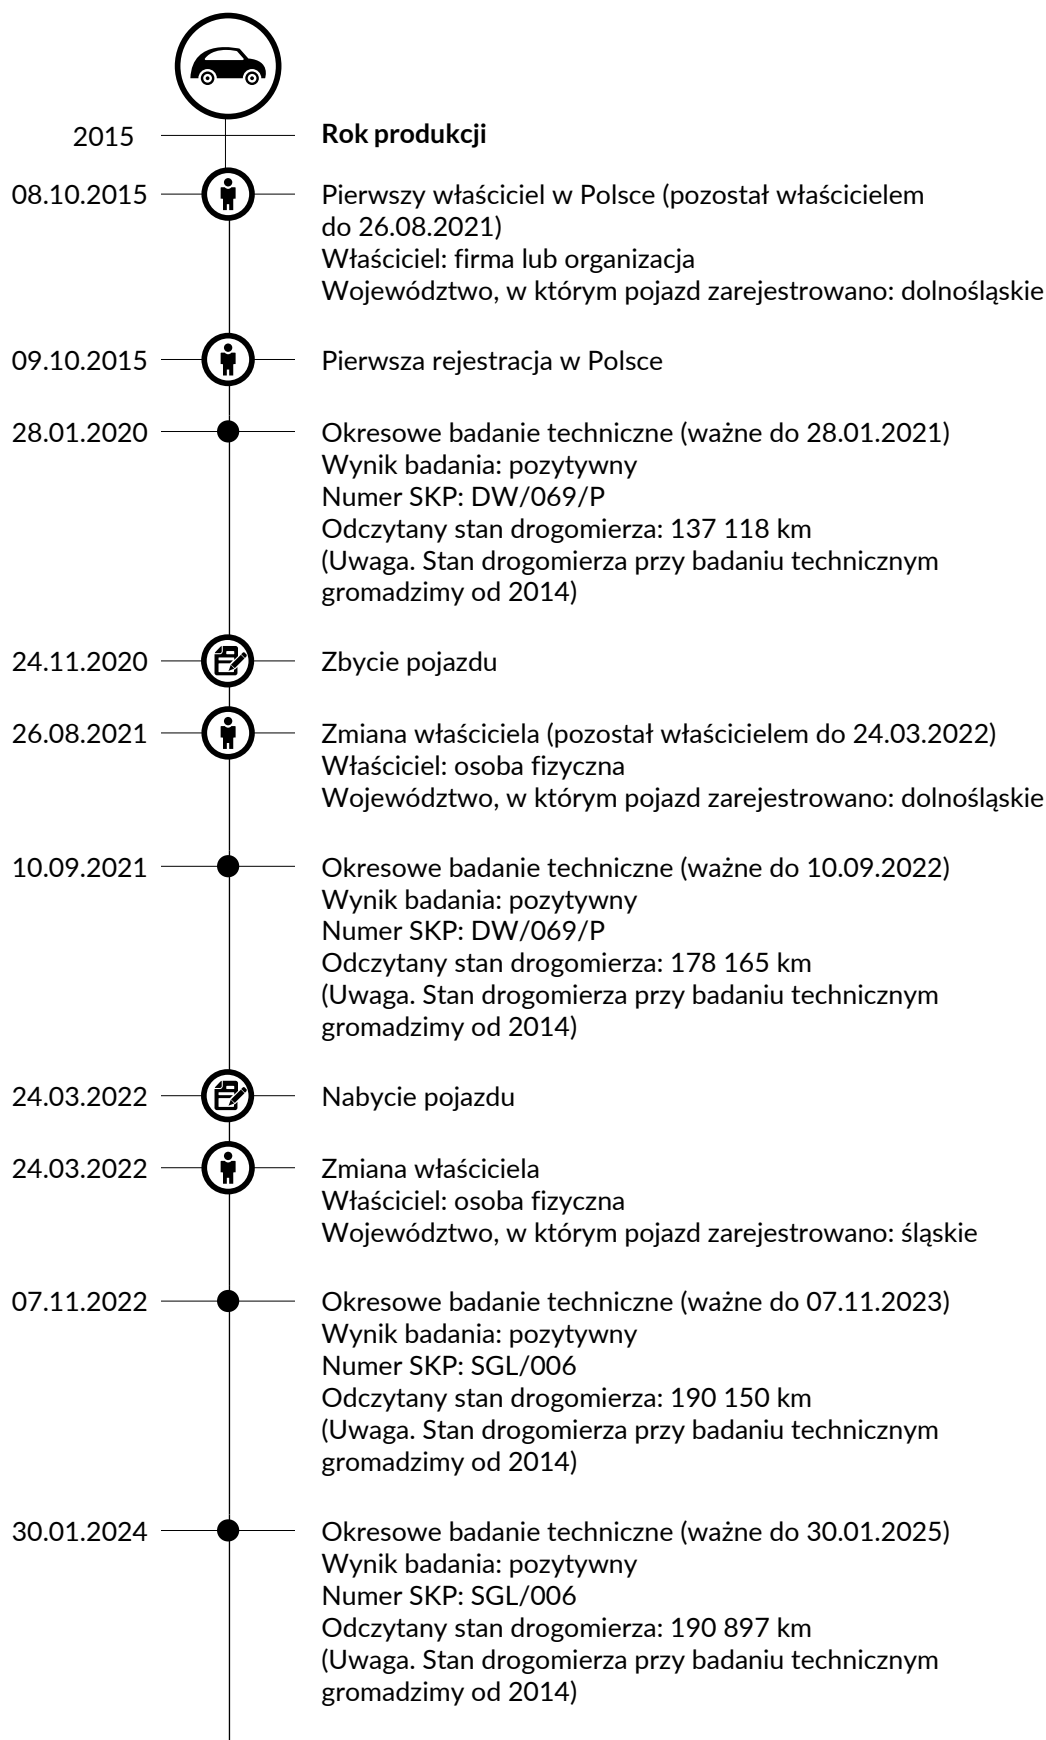 2015
Rok produkcji
08.10.2015
Pierwszy właściciel w Polsce (pozostał właścicielem
do 26.08.2021)
Właściciel: firma lub organizacja
Województwo, w którym pojazd zarejestrowano: dolnośląskie
09.10.2015
Pierwsza rejestracja w Polsce
28.01.2020
Okresowe badanie techniczne (ważne do 28.01.2021)
Wynik badania: pozytywny
Numer SKP: DW/069/P
Odczytany stan drogomierza: 137 118 km
(Uwaga. Stan drogomierza przy badaniu technicznym
gromadzimy od 2014)
24.11.2020
Zbycie pojazdu
26.08.2021
Zmiana właściciela (pozostał właścicielem do 24.03.2022)
Właściciel: osoba fizyczna
Województwo, w którym pojazd zarejestrowano: dolnośląskie
10.09.2021
Okresowe badanie techniczne (ważne do 10.09.2022)
Wynik badania: pozytywny
Numer SKP: DW/069/P
Odczytany stan drogomierza: 178 165 km
(Uwaga. Stan drogomierza przy badaniu technicznym
gromadzimy od 2014)
24.03.2022
Nabycie pojazdu
24.03.2022
Zmiana właściciela
Właściciel: osoba fizyczna
Województwo, w którym pojazd zarejestrowano: śląskie
07.11.2022
Okresowe badanie techniczne (ważne do 07.11.2023)
Wynik badania: pozytywny
Numer SKP: SGL/006
Odczytany stan drogomierza: 190 150 km
(Uwaga. Stan drogomierza przy badaniu technicznym
gromadzimy od 2014)
30.01.2024
Okresowe badanie techniczne (ważne do 30.01.2025)
Wynik badania: pozytywny
Numer SKP: SGL/006
Odczytany stan drogomierza: 190 897 km
(Uwaga. Stan drogomierza przy badaniu technicznym
gromadzimy od 2014)